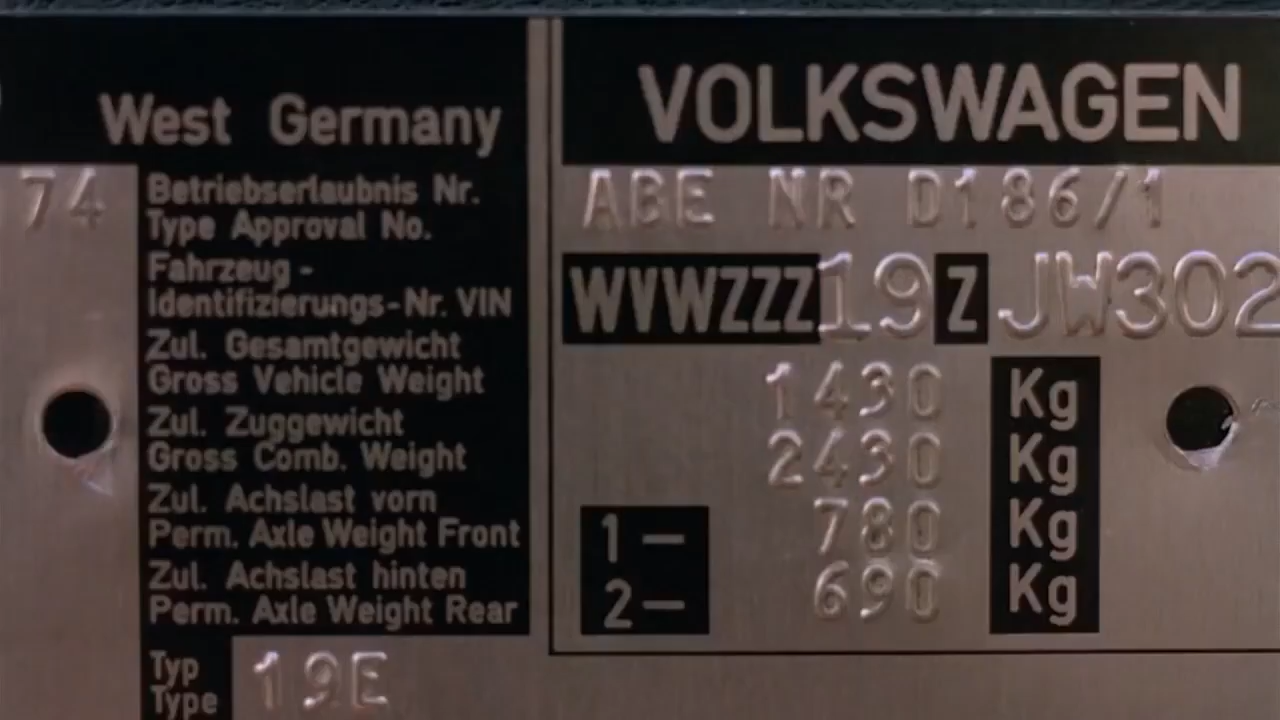 West Germany
VOLKSWAGEN
74
Betriebserlaubnis Nr.
Type Approval No.
ABE NR D186/1
Fahrzeug-
Identifizierungs-Nr. VIN
WVWZZZ19ZJW302
Zul. Gesamtgewicht
Gross Vehicle Weight
1430 Kg
Zul. Zuggewicht
Gross Comb. Weight
2430 Kg
Zul. Achslast vorn
Perm. Axle Weight Front
1- 780 Kg
Zul. Achslast hinten
Perm. Axle Weight Rear
2- 690 Kg
Typ
Type
19E